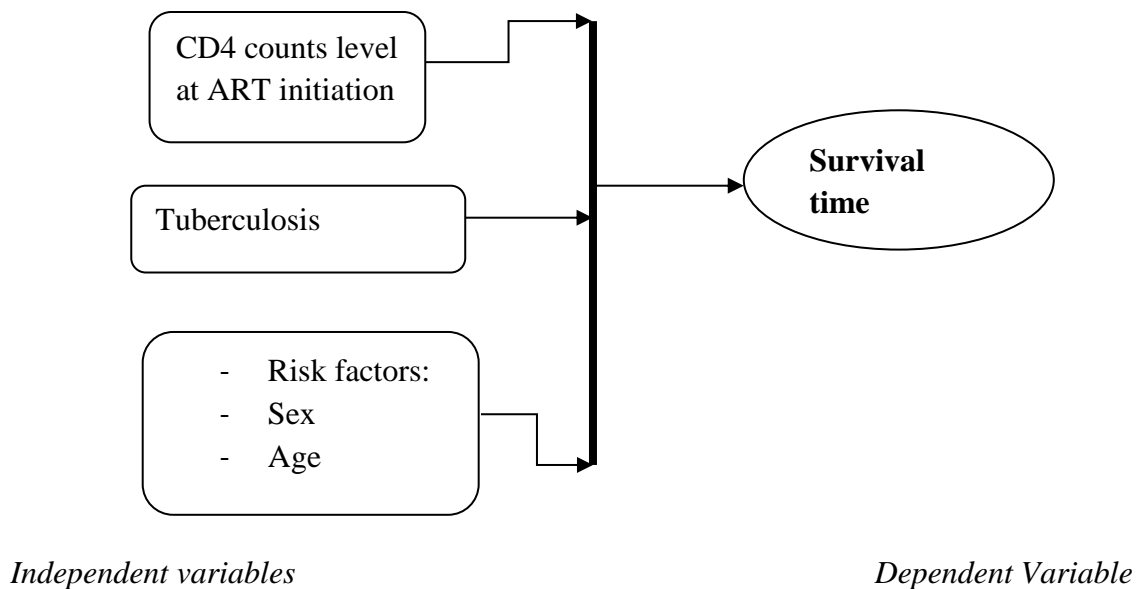 CD4 counts level
at ART initiation
Tuberculosis
- Risk factors:
- Sex
- Age
Survival
time
Independent variables
Dependent Variable